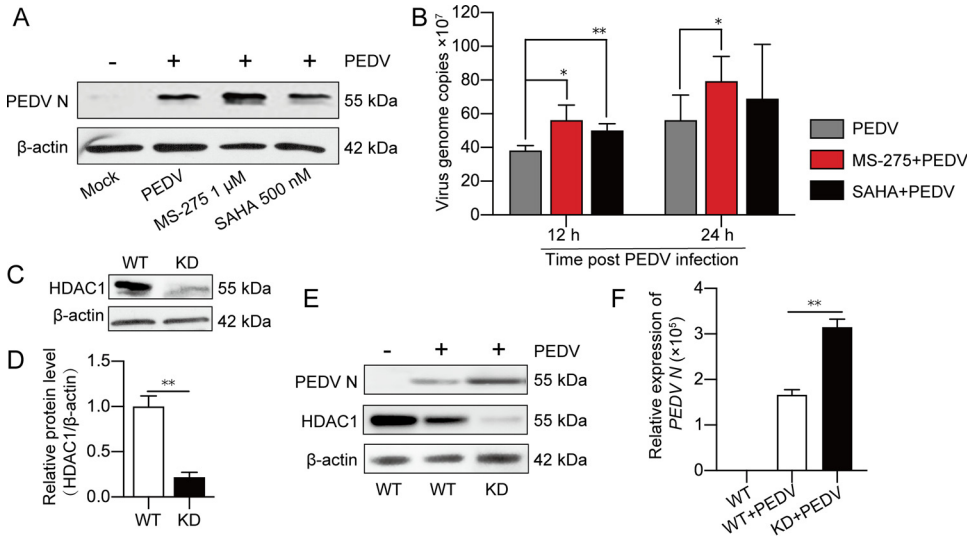 A
- + + + PEDV
PEDV N 55 kDa
β-actin 42 kDa
Mock
PEDV
MS-275 1 μM
SAHA 500 nM
B
Virus genome copies ×10⁷
120
100
80
60
40
20
0
* ** *
12 h 24 h
Time post PEDV infection
PEDV
MS-275+PEDV
SAHA+PEDV
C
WT KD
HDAC1 55 kDa
β-actin 42 kDa
D
Relative protein level
(HDAC1/β-actin)
1.5
1.0
0.5
0.0
**
WT KD
E
- + + PEDV
PEDV N 55 kDa
HDAC1 55 kDa
β-actin 42 kDa
WT WT KD
F
Relative expression of
PEDV N (×10⁵)
4
3
2
1
0
**
WT
WT+PEDV
KD+PEDV